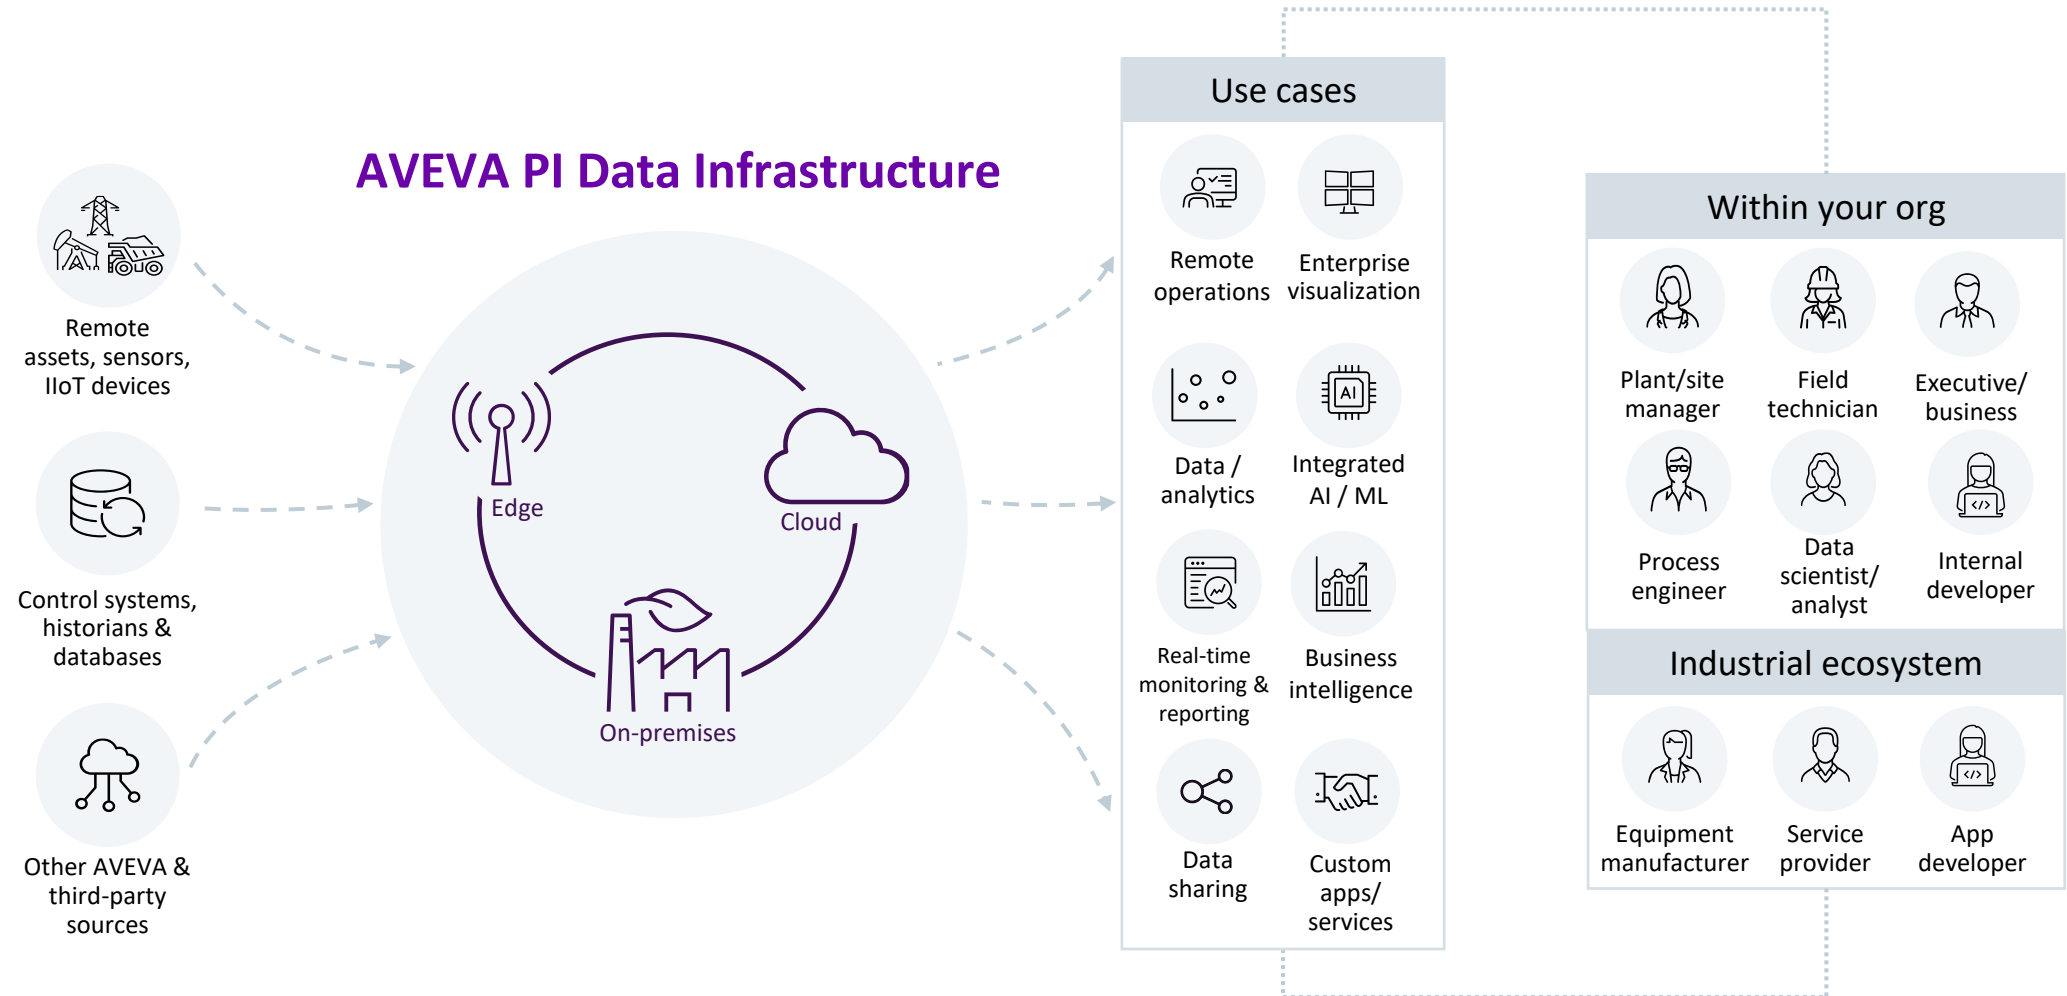 AVEVA PI Data Infrastructure
Remote
assets, sensors,
IIoT devices
Control systems,
historians &
databases
Other AVEVA &
third-party
sources
Edge
Cloud
On-premises
Use cases
Remote
operations
Enterprise
visualization
Data /
analytics
AI
Integrated
AI / ML
Real-time
monitoring &
reporting
Business
intelligence
Data
sharing
Custom
apps/
services
Within your org
Plant/site
manager
Field
technician
Executive/
business
Process
engineer
Data
scientist/
analyst
</>
Internal
developer
Industrial ecosystem
Equipment
manufacturer
Service
provider
</>
App
developer